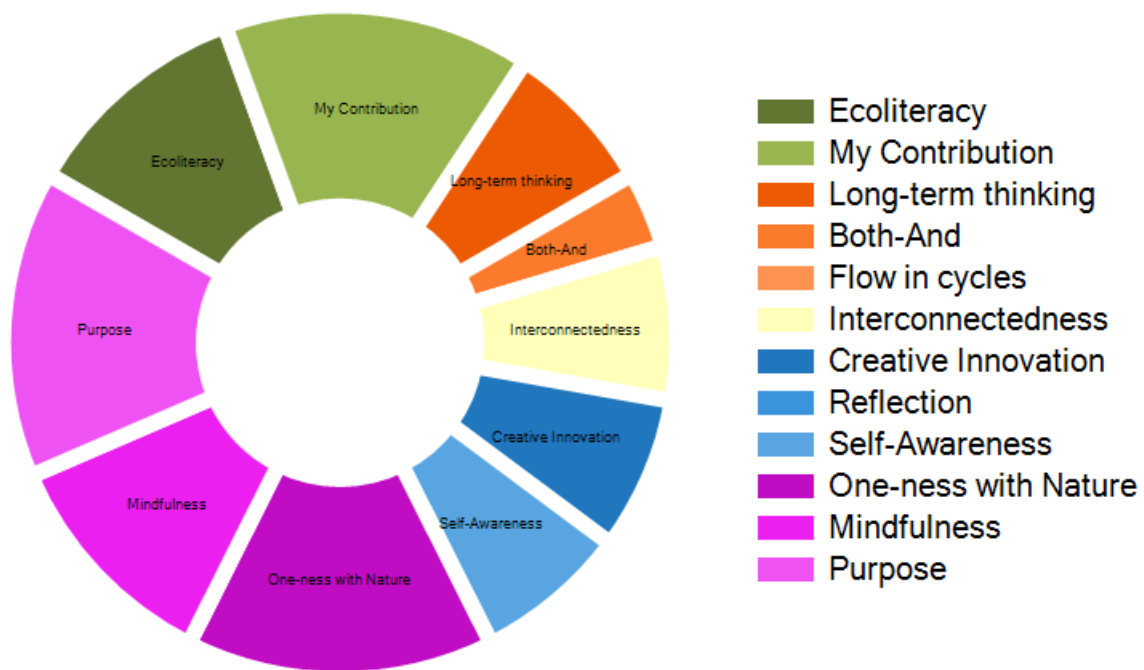 My Contribution
Ecoliteracy
Long-term thinking
Both-And
Purpose
Interconnectedness
Creative Innovation
Mindfulness
Self-Awareness
One-ness with Nature
Ecoliteracy
My Contribution
Long-term thinking
Both-And
Flow in cycles
Interconnectedness
Creative Innovation
Reflection
Self-Awareness
One-ness with Nature
Mindfulness
Purpose